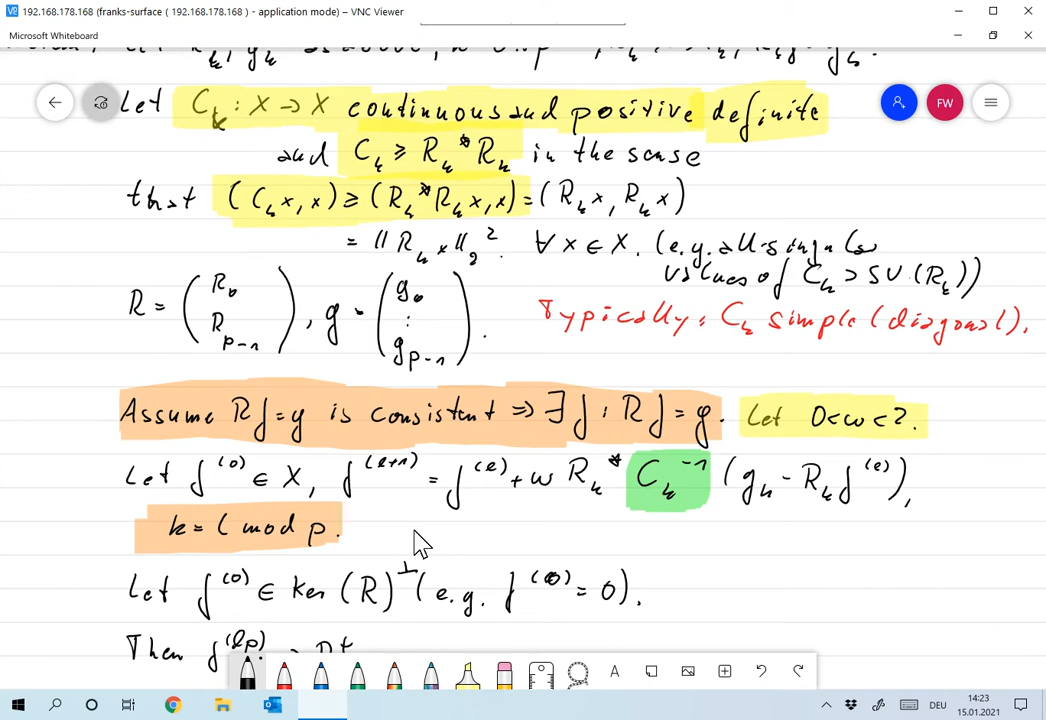 192.168.178.168 (franks-surface ( 192.168.178.168 ) - application mode) – VNC Viewer
Microsoft Whiteboard
FW
Let C_k : X → X continuous and positive definite
and C_k ≥ R_k^* R_k in the sense
that (C_k x, x) ≥ (R_k^* R_k x, x) = (R_k x, R_k x)
= || R_k x ||_2^2 ∀ x ∈ X. (e.g. all singular
values of C_k > SV (R_k))
R = ( R_0 R_{p-1} ), g = ( g_0 : g_{p-1} ).
Typically: C_k simple (diagonal).
Assume Rf = g is consistent ⇒ ∃ f : Rf = g. Let 0<ω<2.
Let f^(0) ∈ X, f^(l+1) = f^(l) + ω R_k^* C_k^{-1} (g_k - R_k f^(l)),
k = l mod p.
Let f^(0) ∈ Ker (R)^⊥ (e.g. f^(0) = 0).
Then f^(lp)
A
DEU
14:23
15.01.2021